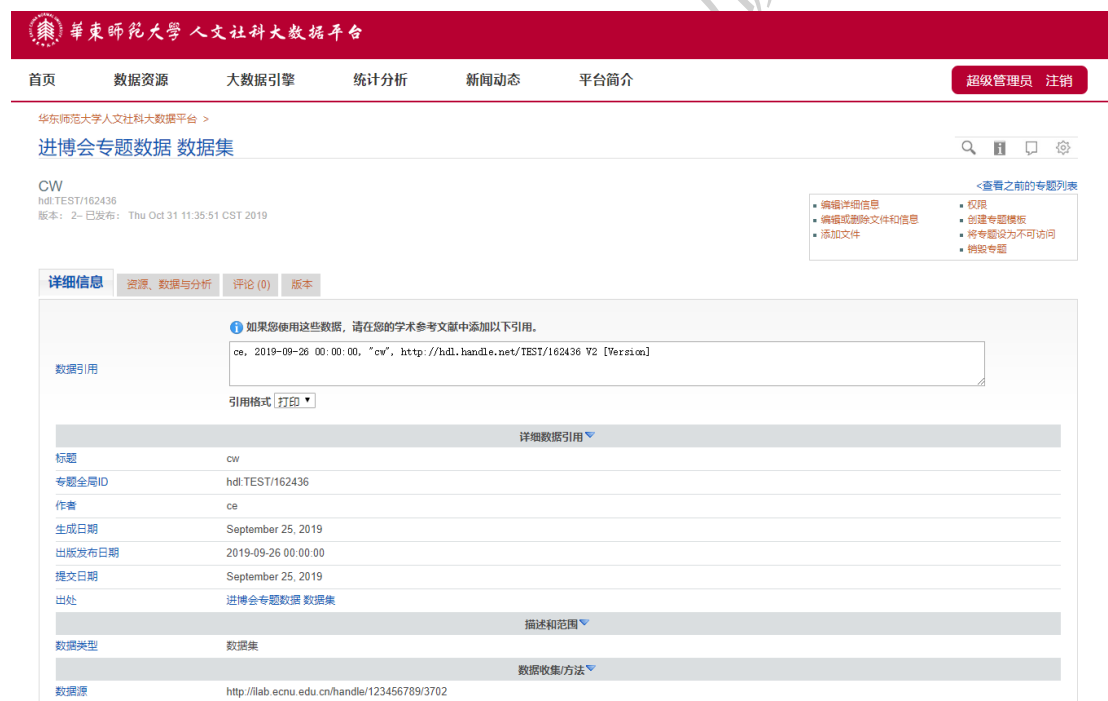 華東師範大學 人文社科大数据平台
首页 数据资源 大数据引擎 统计分析 新闻动态 平台简介 超级管理员 注销
华东师范大学人文社科大数据平台 >
进博会专题数据 数据集
CW
<查看之前的专题列表
hdl:TEST/162436
版本： 2– 已发布： Thu Oct 31 11:35:51 CST 2019
编辑详细信息 权限
编辑或删除文件和信息 创建专题模板
添加文件 将专题设为不可访问
销毁专题
详细信息 资源、数据与分析 评论 (0) 版本
如果您使用这些数据，请在您的学术参考文献中添加以下引用。
数据引用
ce, 2019-09-26 00:00:00, "cw", http://hdl.handle.net/TEST/162436 V2 [Version]
引用格式 打印
详细数据引用
标题 cw
专题全局ID hdl:TEST/162436
作者 ce
生成日期 September 25, 2019
出版发布日期 2019-09-26 00:00:00
提交日期 September 25, 2019
出处 进博会专题数据 数据集
描述和范围
数据类型 数据集
数据收集/方法
数据源 http://ilab.ecnu.edu.cn/handle/123456789/3702